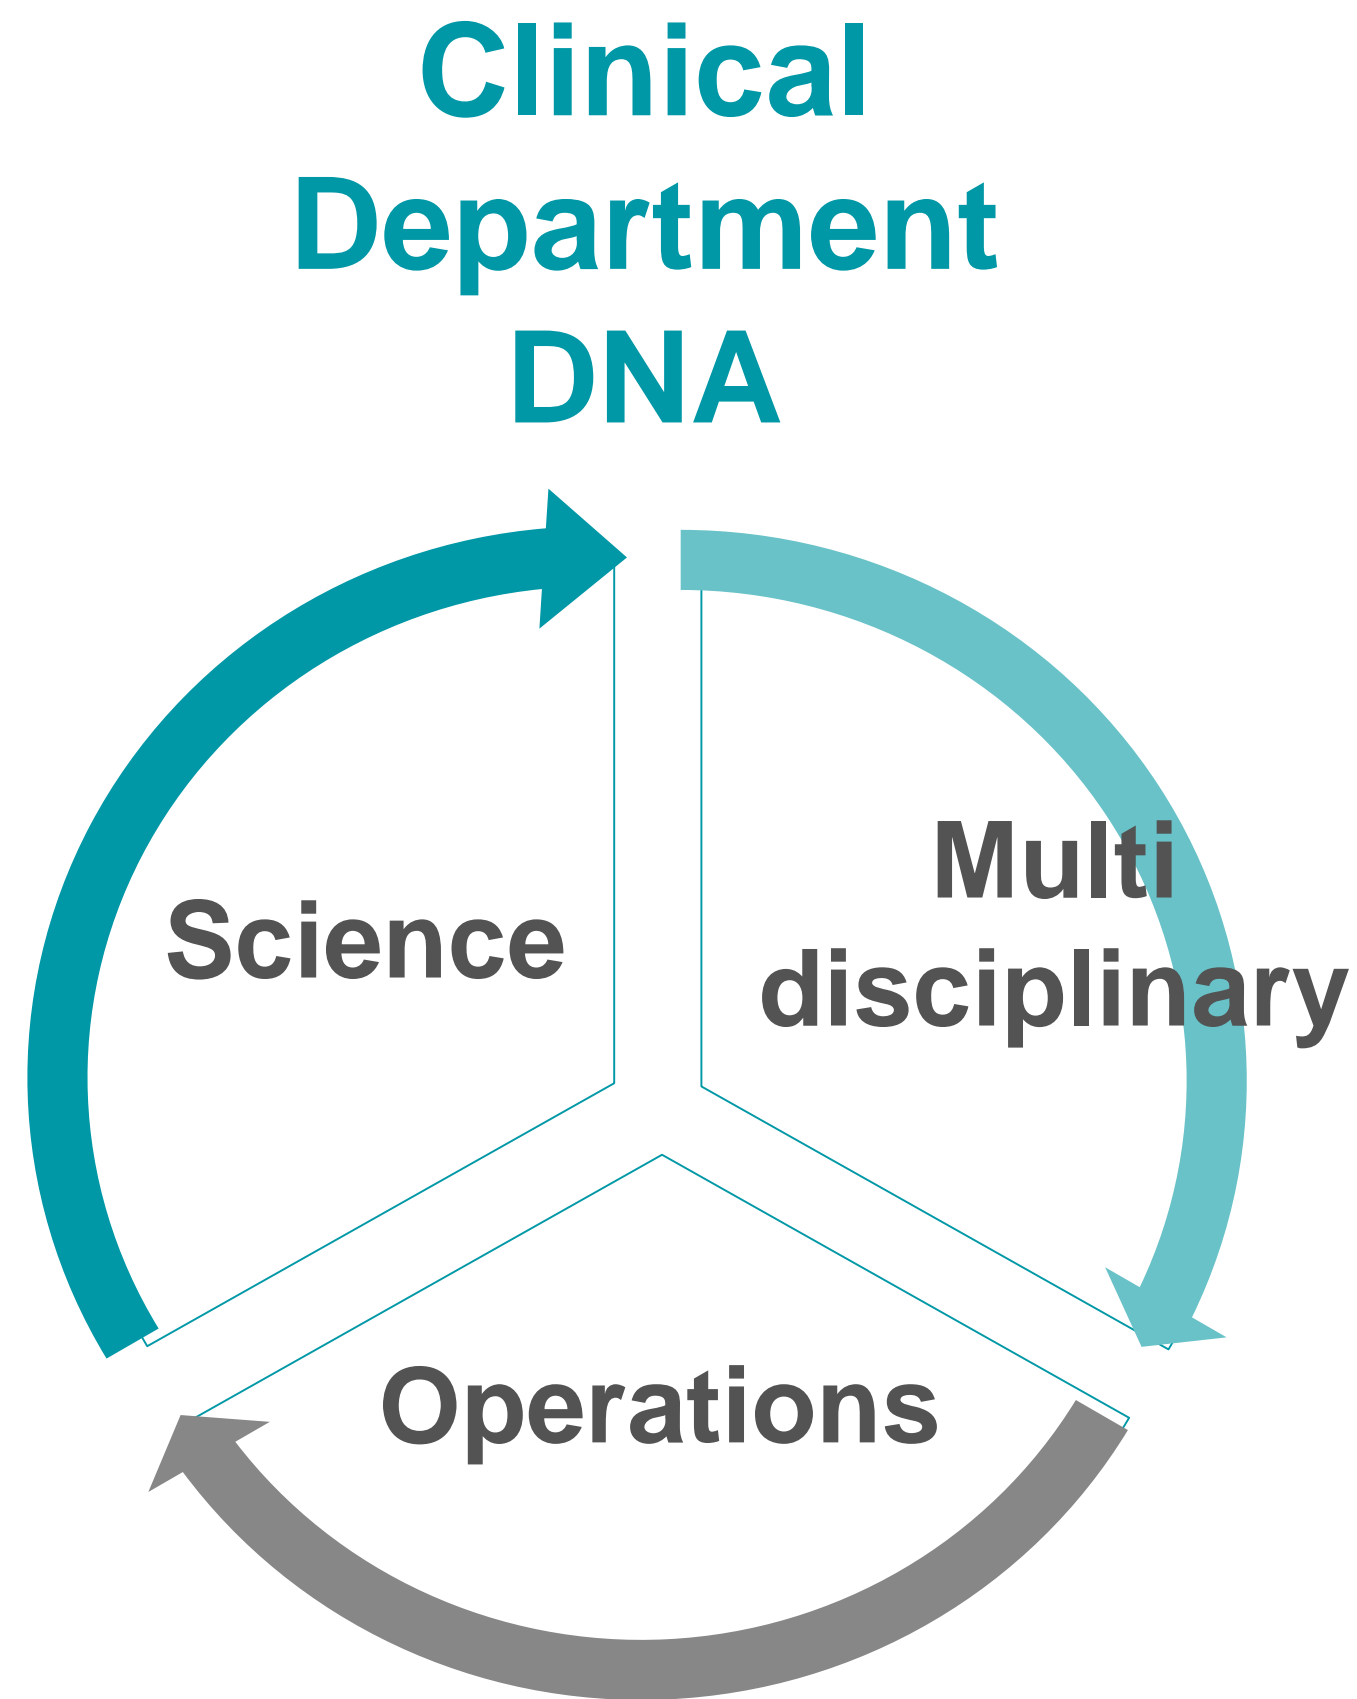 Clinical
Department
DNA
Science
Multi
disciplinary
Operations